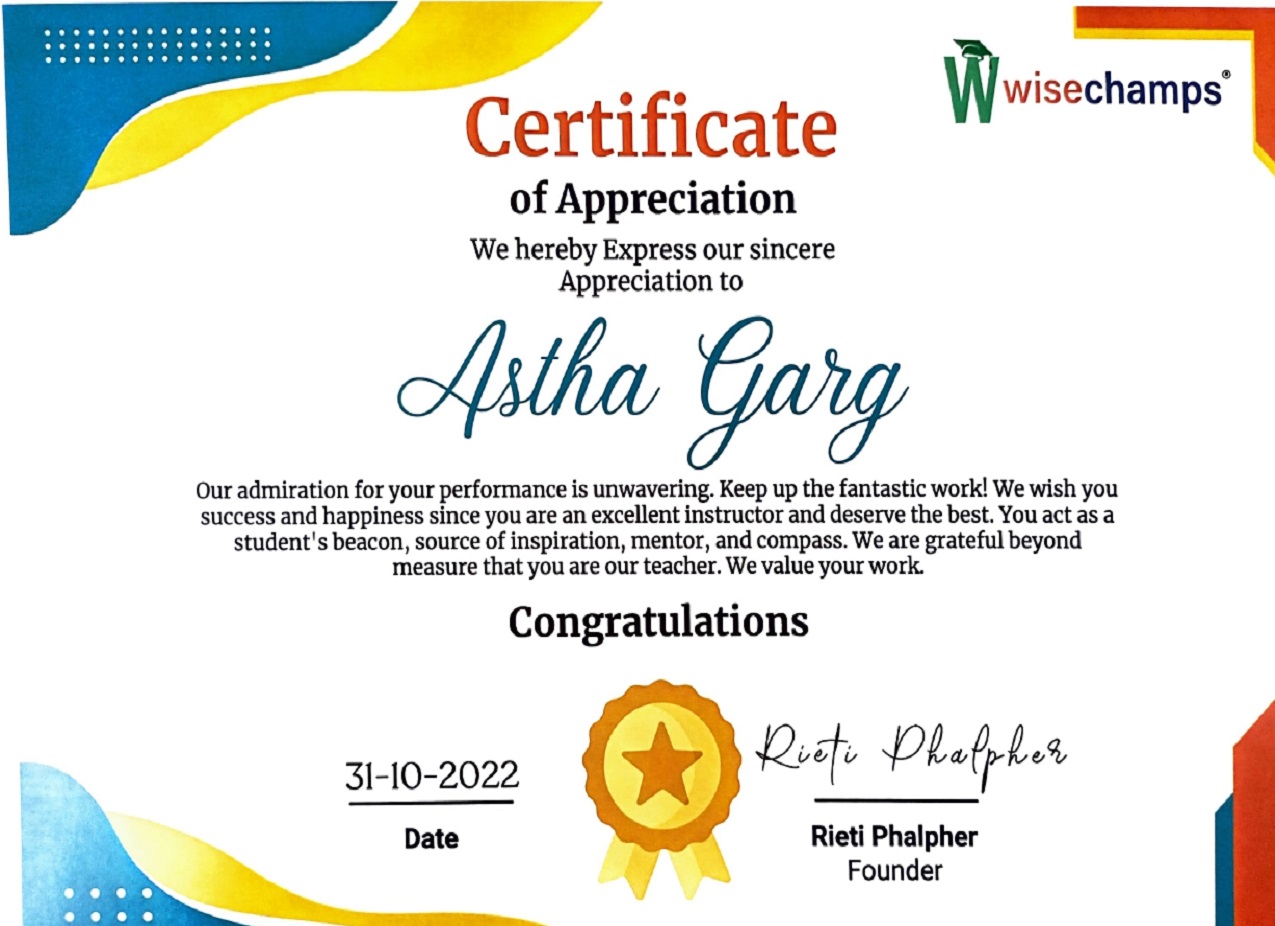 wisechamps®
Certificate
of Appreciation
We hereby Express our sincere
Appreciation to
Astha Garg
Our admiration for your performance is unwavering. Keep up the fantastic work! We wish you
success and happiness since you are an excellent instructor and deserve the best. You act as a
student's beacon, source of inspiration, mentor, and compass. We are grateful beyond
measure that you are our teacher. We value your work.
Congratulations
31-10-2022
Date
Rieti Phalpher
Rieti Phalpher
Founder